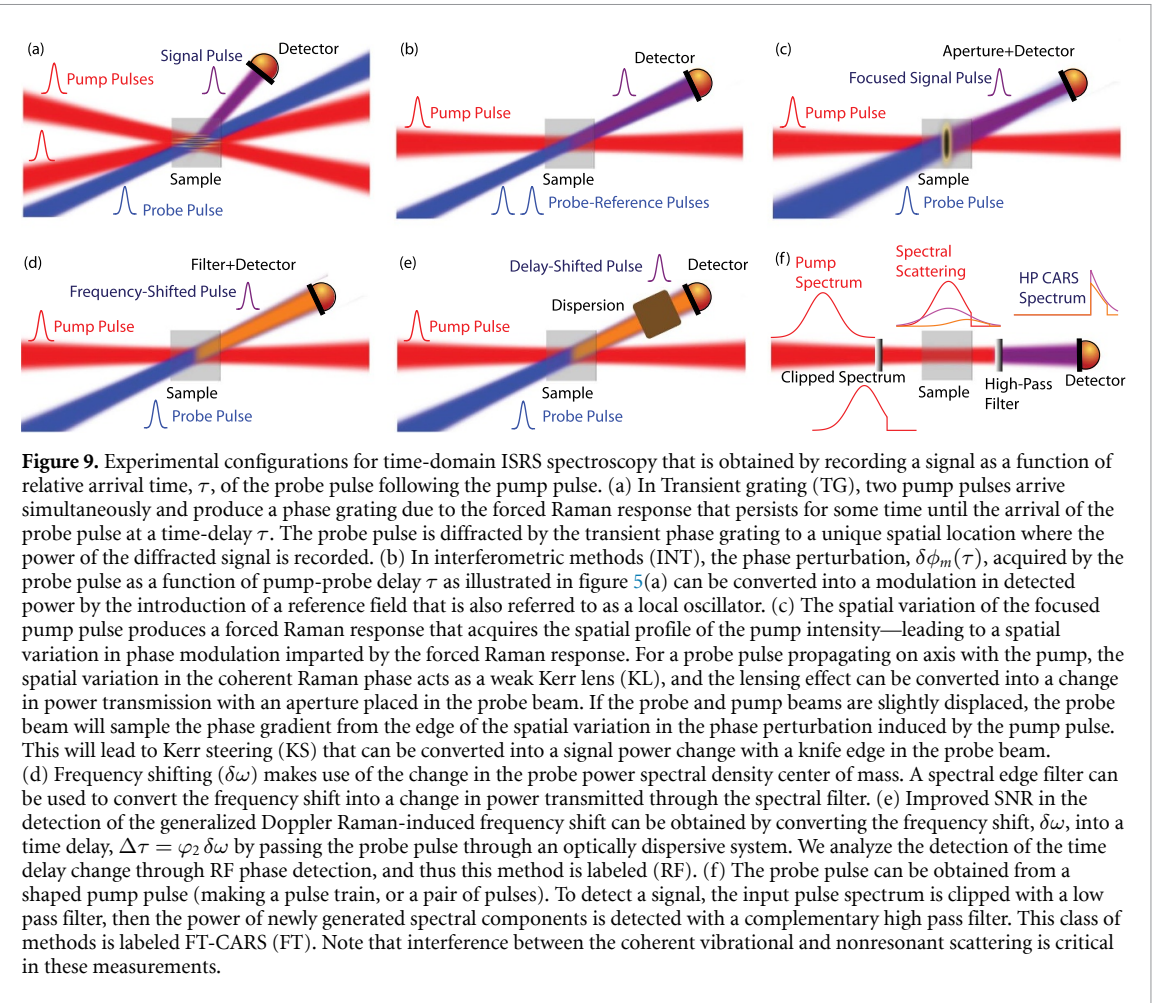 (a)
Signal Pulse
Detector
Pump Pulses
Sample
Probe Pulse
(b)
Detector
Pump Pulse
Sample
Probe-Reference Pulses
(c)
Aperture+Detector
Focused Signal Pulse
Pump Pulse
Sample
Probe Pulse
(d)
Filter+Detector
Frequency-Shifted Pulse
Pump Pulse
Sample
Probe Pulse
(e)
Delay-Shifted Pulse
Detector
Dispersion
Pump Pulse
Sample
Probe Pulse
(f)
Pump
Spectrum
Spectral
Scattering
HP CARS
Spectrum
Clipped Spectrum
Sample
High-Pass
Filter
Detector
Figure 9. Experimental configurations for time-domain ISRS spectroscopy that is obtained by recording a signal as a function of
relative arrival time, τ, of the probe pulse following the pump pulse. (a) In Transient grating (TG), two pump pulses arrive
simultaneously and produce a phase grating due to the forced Raman response that persists for some time until the arrival of the
probe pulse at a time-delay τ. The probe pulse is diffracted by the transient phase grating to a unique spatial location where the
power of the diffracted signal is recorded. (b) In interferometric methods (INT), the phase perturbation, δϕₘ(τ), acquired by the
probe pulse as a function of pump-probe delay τ as illustrated in figure 5(a) can be converted into a modulation in detected
power by the introduction of a reference field that is also referred to as a local oscillator. (c) The spatial variation of the focused
pump pulse produces a forced Raman response that acquires the spatial profile of the pump intensity—leading to a spatial
variation in phase modulation imparted by the forced Raman response. For a probe pulse propagating on axis with the pump, the
spatial variation in the coherent Raman phase acts as a weak Kerr lens (KL), and the lensing effect can be converted into a change
in power transmission with an aperture placed in the probe beam. If the probe and pump beams are slightly displaced, the probe
beam will sample the phase gradient from the edge of the spatial variation in the phase perturbation induced by the pump pulse.
This will lead to Kerr steering (KS) that can be converted into a signal power change with a knife edge in the probe beam.
(d) Frequency shifting (δω) makes use of the change in the probe power spectral density center of mass. A spectral edge filter can
be used to convert the frequency shift into a change in power transmitted through the spectral filter. (e) Improved SNR in the
detection of the generalized Doppler Raman-induced frequency shift can be obtained by converting the frequency shift, δω, into a
time delay, Δτ = φ₂ δω by passing the probe pulse through an optically dispersive system. We analyze the detection of the time
delay change through RF phase detection, and thus this method is labeled (RF). (f) The probe pulse can be obtained from a
shaped pump pulse (making a pulse train, or a pair of pulses). To detect a signal, the input pulse spectrum is clipped with a low
pass filter, then the power of newly generated spectral components is detected with a complementary high pass filter. This class of
methods is labeled FT-CARS (FT). Note that interference between the coherent vibrational and nonresonant scattering is critical
in these measurements.